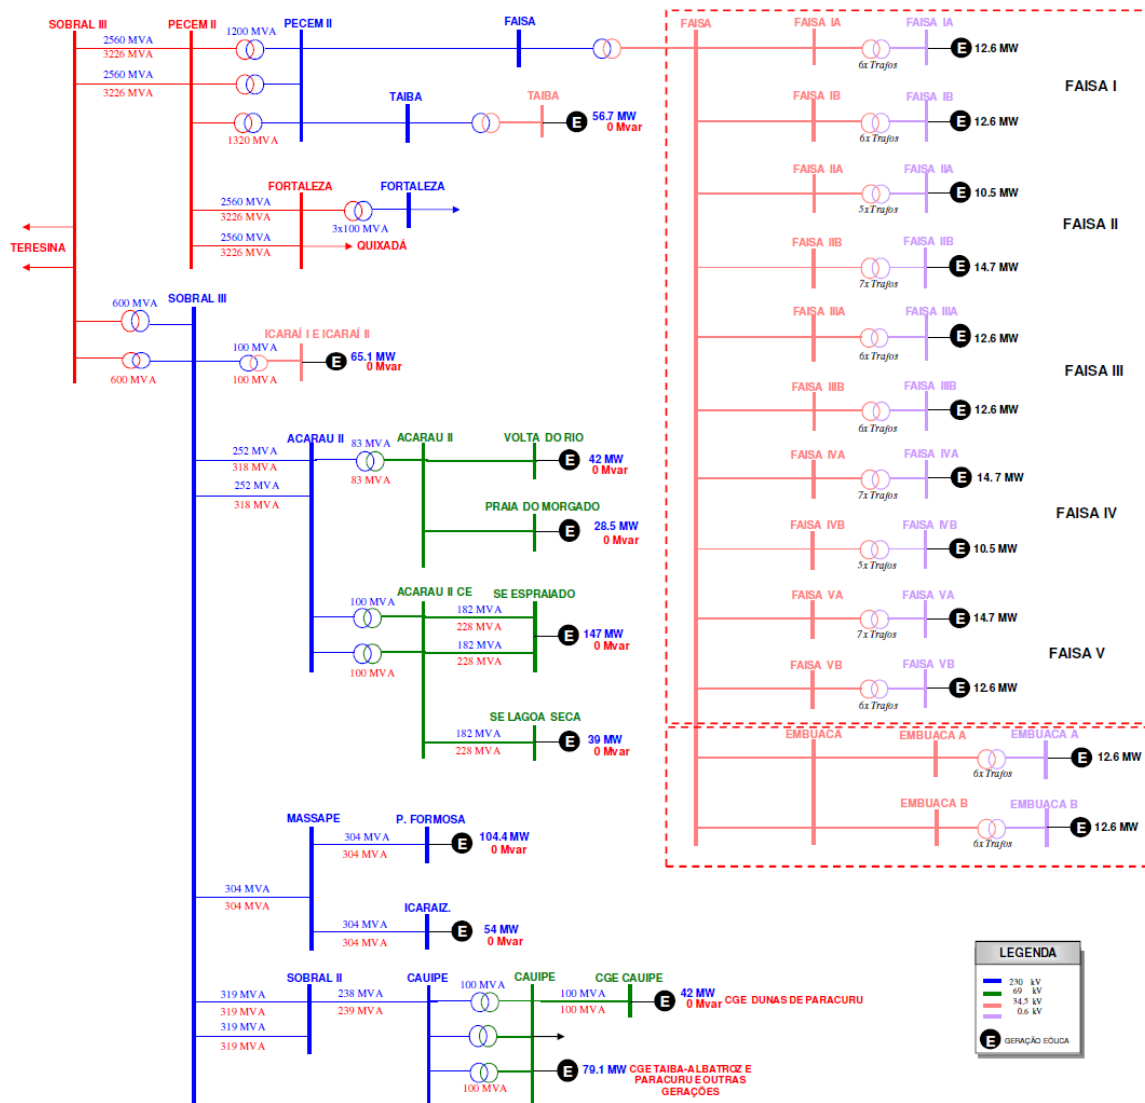 SOBRAL III
PECEM II
1200 MVA
PECEM II
FAISA
2560 MVA
3226 MVA
2560 MVA
3226 MVA
TAIBA
TAIBA
56.7 MW
0 Mvar
1320 MVA
FORTALEZA
FORTALEZA
2560 MVA
3226 MVA
3x100 MVA
2560 MVA
3226 MVA
QUIXADÁ
TERESINA
SOBRAL III
600 MVA
600 MVA
ICARAÍ I E ICARAÍ II
100 MVA
100 MVA
E
65.1 MW
0 Mvar
ACARAU II
83 MVA
ACARAU II
VOLTA DO RIO
252 MVA
318 MVA
83 MVA
E
42 MW
0 Mvar
252 MVA
318 MVA
PRAIA DO MORGADO
E
28.5 MW
0 Mvar
ACARAU II CE
SE ESPRAIADO
100 MVA
182 MVA
228 MVA
E
147 MW
0 Mvar
182 MVA
228 MVA
100 MVA
SE LAGOA SECA
182 MVA
228 MVA
E
39 MW
0 Mvar
MASSAPE
P. FORMOSA
304 MVA
304 MVA
E
104.4 MW
0 Mvar
304 MVA
304 MVA
ICARAIZ.
304 MVA
304 MVA
E
54 MW
0 Mvar
SOBRAL II
CAUIPE
CAUIPE
CGE CAUIPE
319 MVA
319 MVA
238 MVA
239 MVA
100 MVA
100 MVA
100 MVA
E
42 MW
0 Mvar
CGE DUNAS DE PARACURU
319 MVA
319 MVA
100 MVA
E
79.1 MW
CGE TAIBA-ALBATROZ E
PARACURU E OUTRAS
GERAÇÕES
E
FAISA
FAISA IA
FAISA IA
E
12.6 MW
6x Trafos
FAISA I
FAISA IB
FAISA IB
E
12.6 MW
6x Trafos
FAISA IIA
FAISA IIA
E
10.5 MW
5x Trafos
FAISA II
FAISA IIB
FAISA IIB
E
14.7 MW
7x Trafos
FAISA IIIA
FAISA IIIA
E
12.6 MW
6x Trafos
FAISA III
FAISA IIIB
FAISA IIIB
E
12.6 MW
6x Trafos
FAISA IVA
FAISA IVA
E
14.7 MW
7x Trafos
FAISA IV
FAISA IVB
FAISA IVB
E
10.5 MW
5x Trafos
FAISA VA
FAISA VA
E
14.7 MW
7x Trafos
FAISA V
FAISA VB
FAISA VB
E
12.6 MW
6x Trafos
EMBUACA
EMBUACA A
EMBUACA A
E
12.6 MW
6x Trafos
EMBUACA B
EMBUACA B
E
12.6 MW
6x Trafos
LEGENDA
230 kV
69 kV
34,5 kV
0.6 kV
E
GERAÇÃO EÓLICA